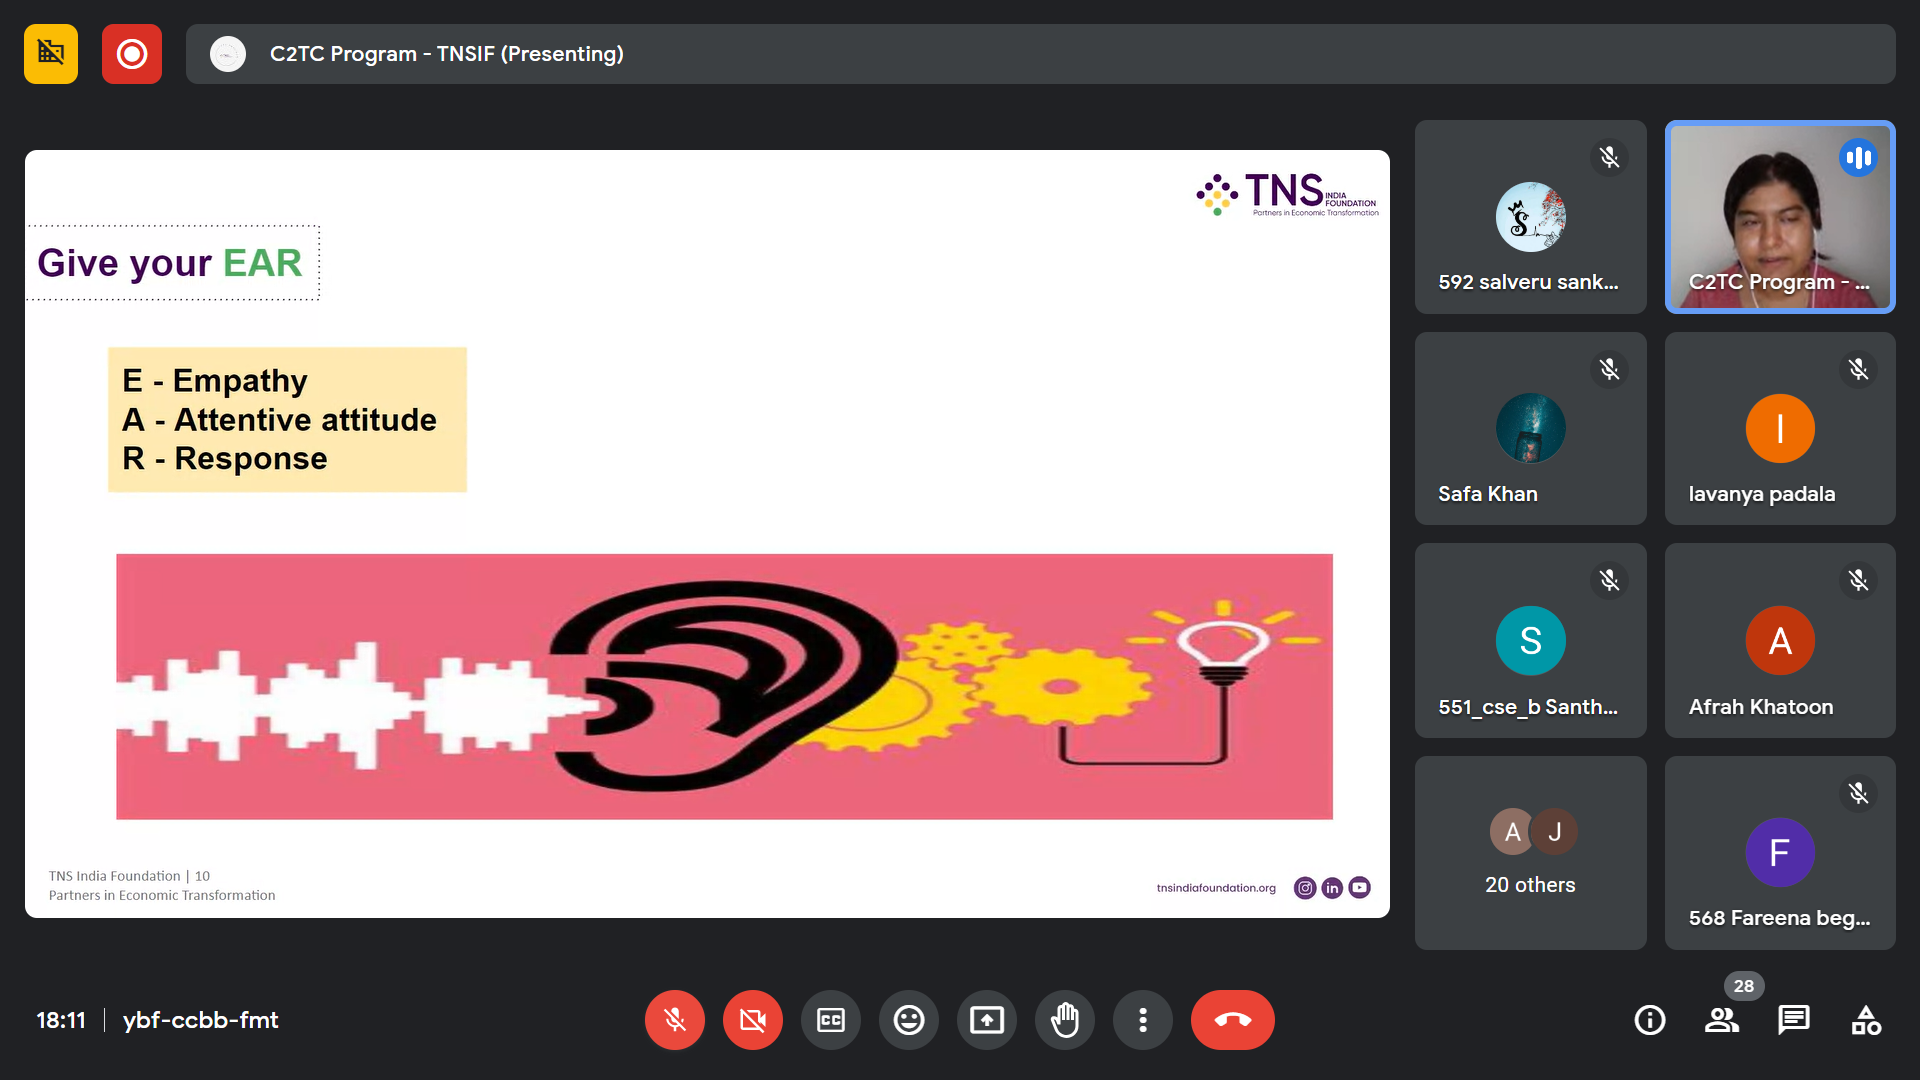 C2TC Program - TNSIF (Presenting)
TNS INDIA FOUNDATION
Partners in Economic Transformation
Give your EAR
E - Empathy
A - Attentive attitude
R - Response
TNS India Foundation | 10
Partners in Economic Transformation
tnsindiafoundation.org
in
592 salveru sank...
C2TC Program - ...
Safa Khan
I
lavanya padala
S
551_cse_b Santh...
A
Afrah Khatoon
A J
20 others
F
568 Fareena beg...
18:11 | ybf-ccbb-fmt
CC
28